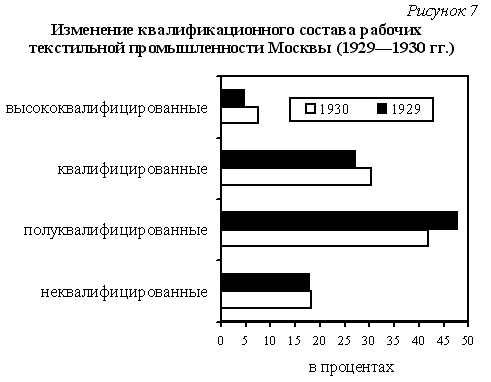 Рисунок 7
Изменение квалификационного состава рабочих
текстильной промышленности Москвы (1929—1930 гг.)
высококвалифицированные
1930 1929
квалифицированные
полуквалифицированные
неквалифицированные
0 5 10 15 20 25 30 35 40 45 50
в процентах